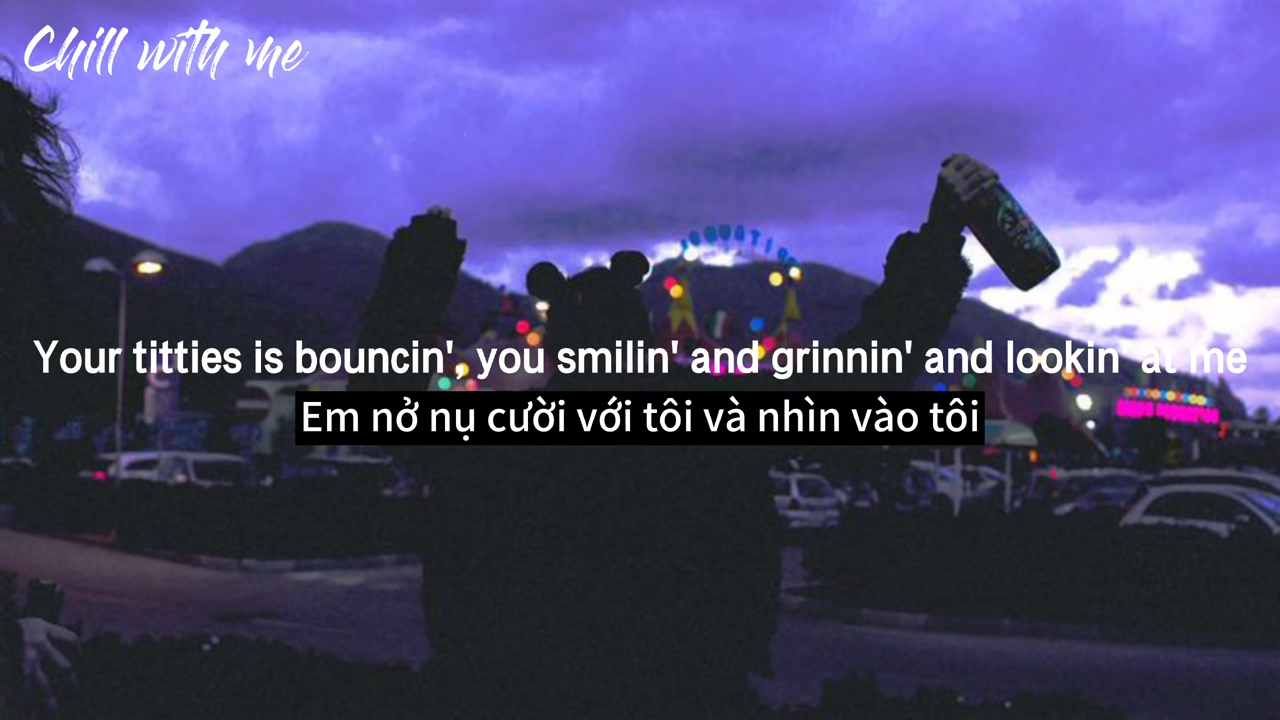 Chill with me
Your titties is bouncin', you smilin' and grinnin' and lookin' at me
Em nở nụ cười với tôi và nhìn vào tôi